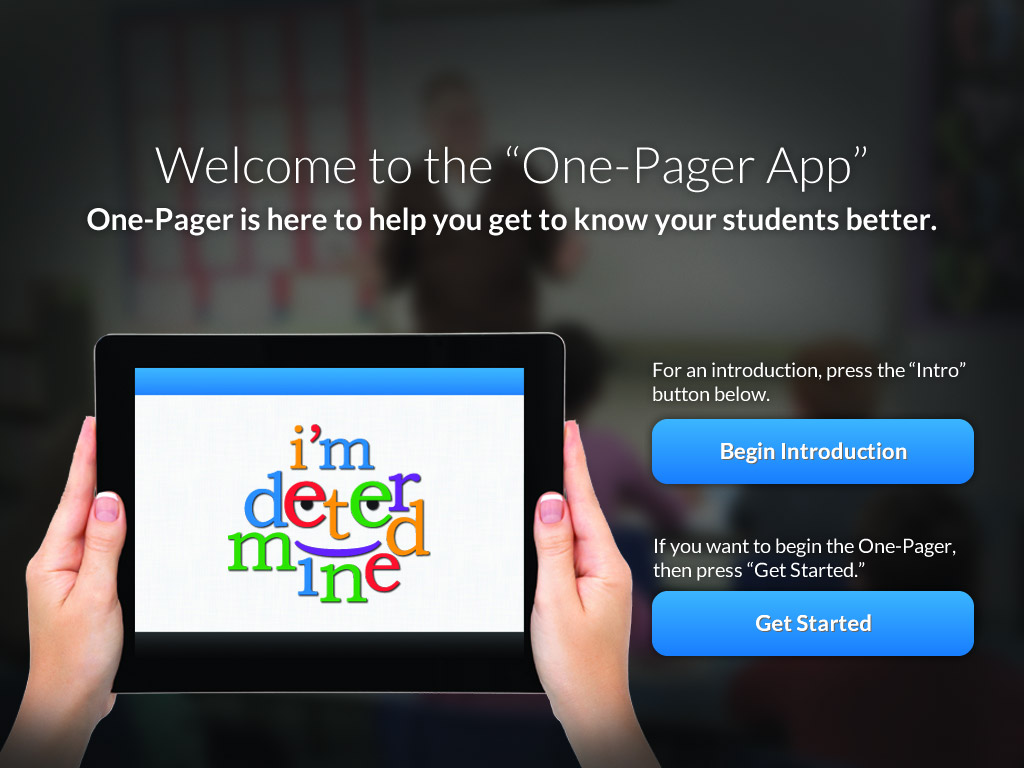 Welcome to the “One-Pager App”
One-Pager is here to help you get to know your students better.
i’m
deter
mined
For an introduction, press the “Intro”
button below.
Begin Introduction
If you want to begin the One-Pager,
then press “Get Started.”
Get Started